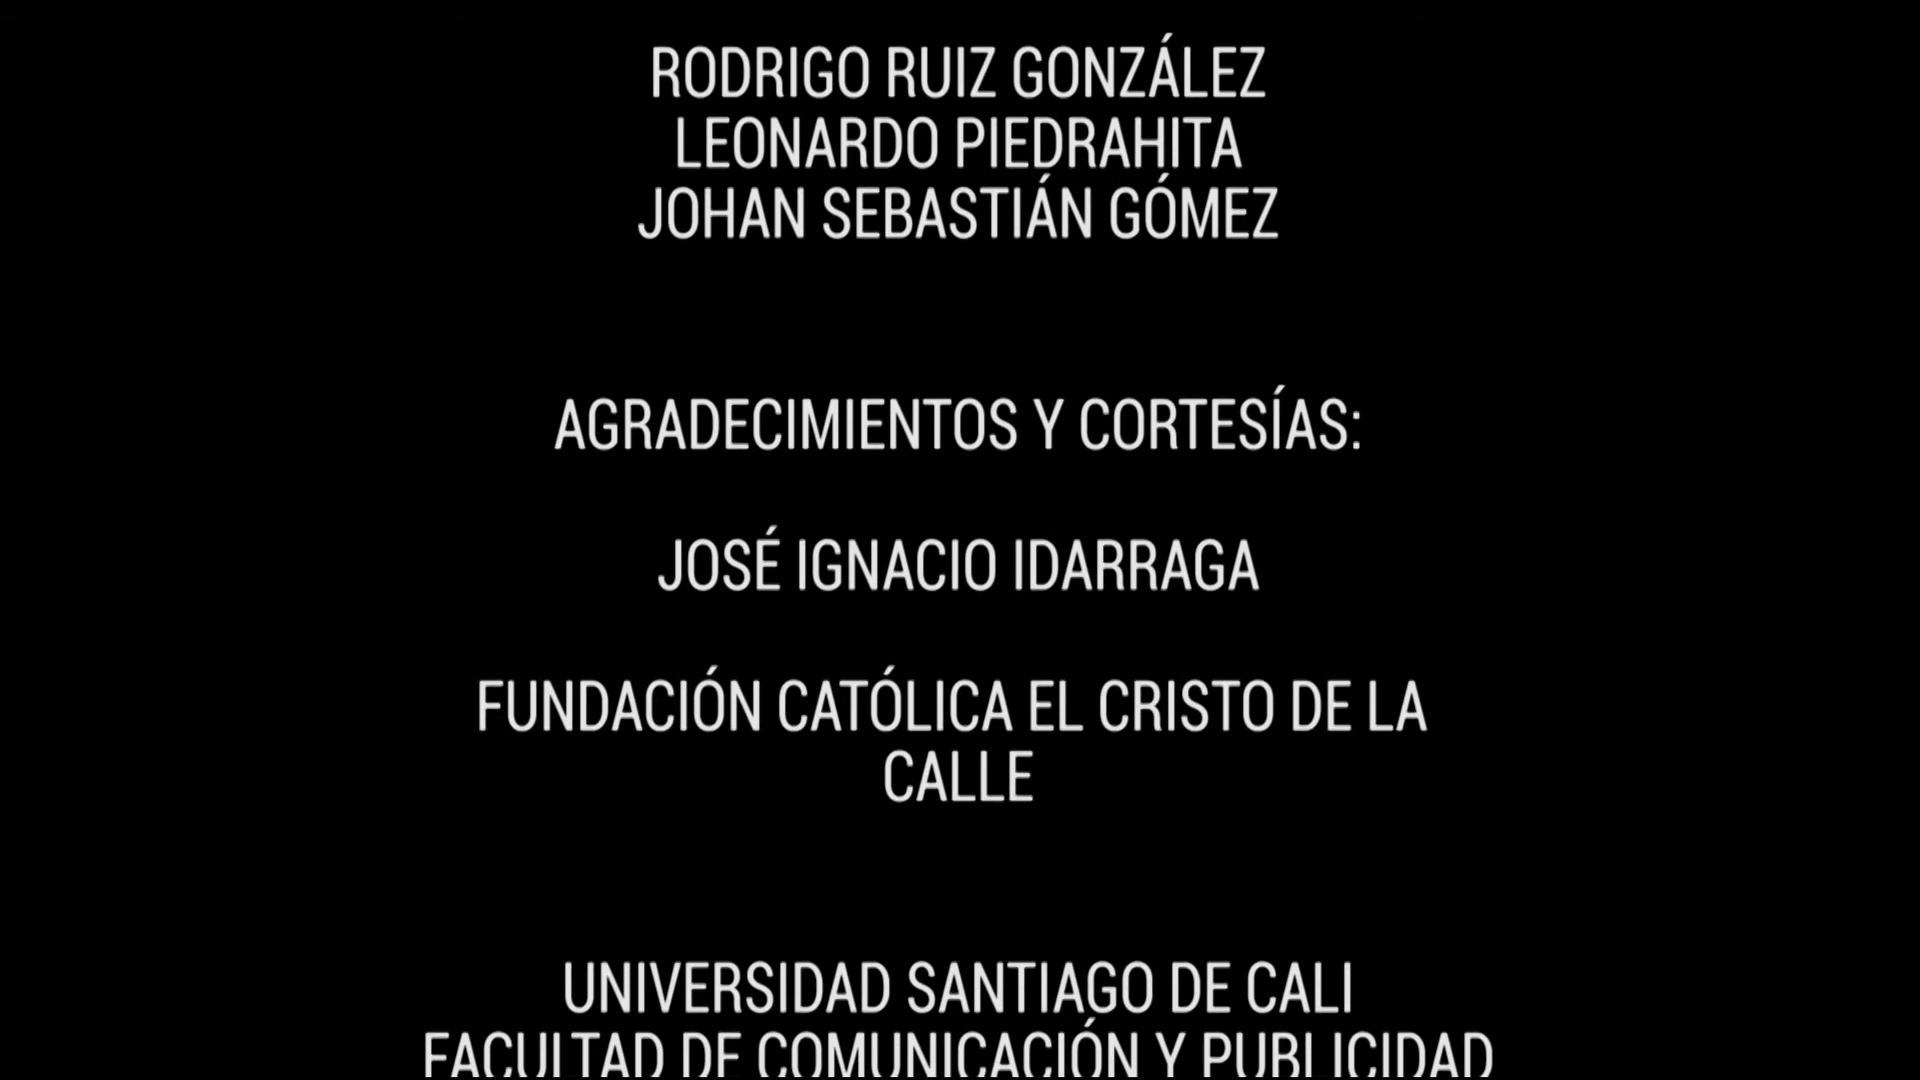 RODRIGO RUIZ GONZÁLEZ
LEONARDO PIEDRAHITA
JOHAN SEBASTIÁN GÓMEZ
AGRADECIMIENTOS Y CORTESÍAS:
JOSÉ IGNACIO IDARRAGA
FUNDACIÓN CATÓLICA EL CRISTO DE LA
CALLE
UNIVERSIDAD SANTIAGO DE CALI
FACULTAD DE COMUNICACIÓN Y PUBLICIDAD